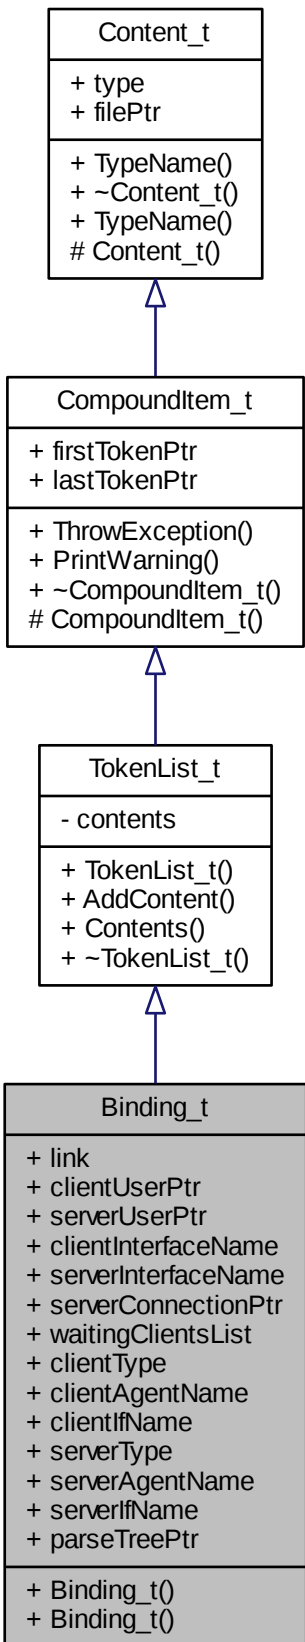 Content_t
+ type
+ filePtr
+ TypeName()
+ ~Content_t()
+ TypeName()
# Content_t()
CompoundItem_t
+ firstTokenPtr
+ lastTokenPtr
+ ThrowException()
+ PrintWarning()
+ ~CompoundItem_t()
# CompoundItem_t()
TokenList_t
- contents
+ TokenList_t()
+ AddContent()
+ Contents()
+ ~TokenList_t()
Binding_t
+ link
+ clientUserPtr
+ serverUserPtr
+ clientInterfaceName
+ serverInterfaceName
+ serverConnectionPtr
+ waitingClientsList
+ clientType
+ clientAgentName
+ clientIfName
+ serverType
+ serverAgentName
+ serverIfName
+ parseTreePtr
+ Binding_t()
+ Binding_t()